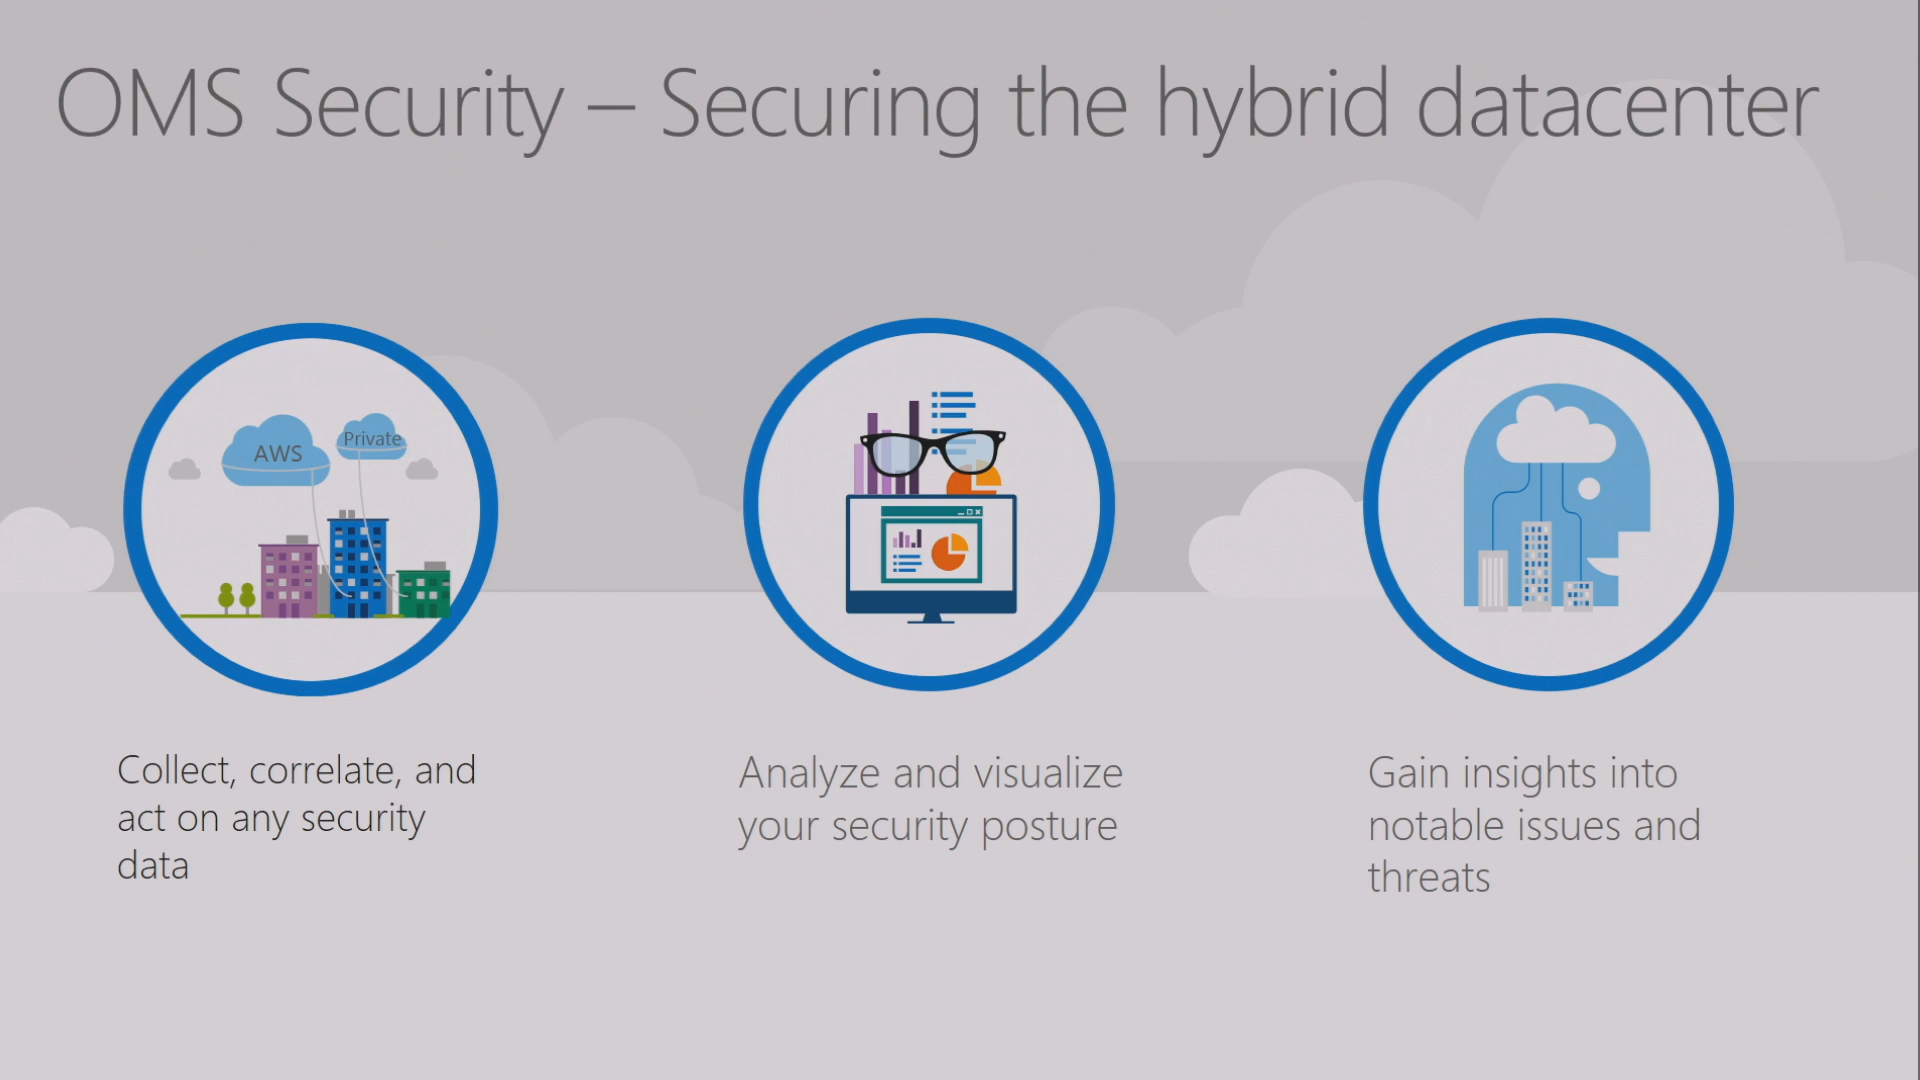 OMS Security – Securing the hybrid datacenter
AWS
Private
Collect, correlate, and
act on any security
data
Analyze and visualize
your security posture
Gain insights into
notable issues and
threats